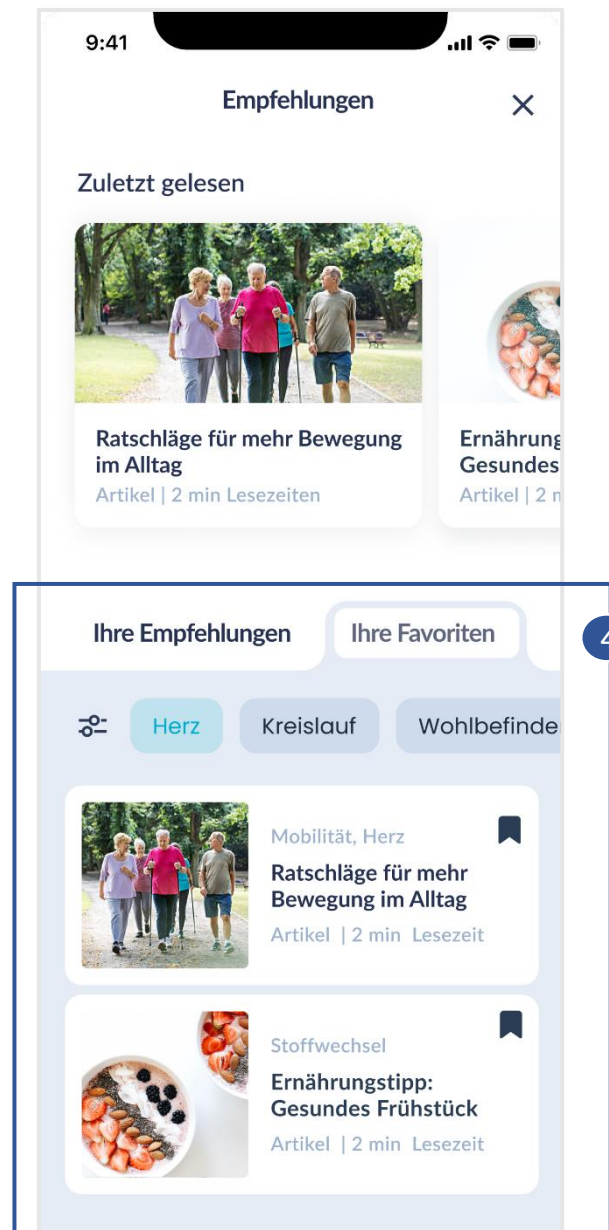 9:41
Empfehlungen
Zuletzt gelesen
Ratschläge für mehr Bewegung
im Alltag
Artikel | 2 min Lesezeiten
Ernährung
Gesundes
Artikel | 2
Ihre Empfehlungen
Ihre Favoriten
4
Herz
Kreislauf
Wohlbefinde
Mobilität, Herz
Ratschläge für mehr
Bewegung im Alltag
Artikel | 2 min Lesezeit
Stoffwechsel
Ernährungstipp:
Gesundes Frühstück
Artikel | 2 min Lesezeit